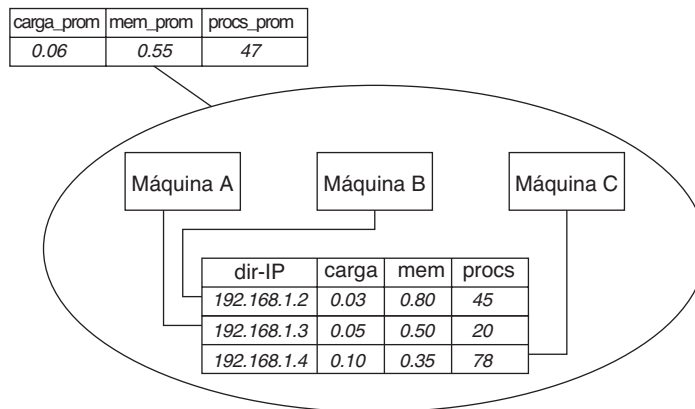 carga_prom mem_prom procs_prom
0.06 0.55 47
Máquina A Máquina B Máquina C
dir-IP carga mem procs
192.168.1.2 0.03 0.80 45
192.168.1.3 0.05 0.50 20
192.168.1.4 0.10 0.35 78